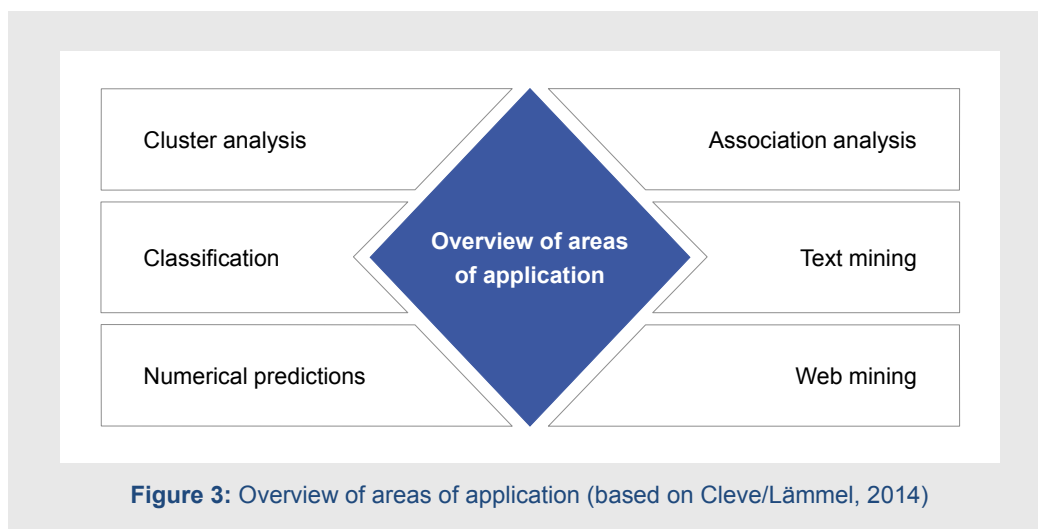 Cluster analysis
Classification
Numerical predictions
Overview of areas
of application
Association analysis
Text mining
Web mining
Figure 3: Overview of areas of application (based on Cleve/Lämmel, 2014)